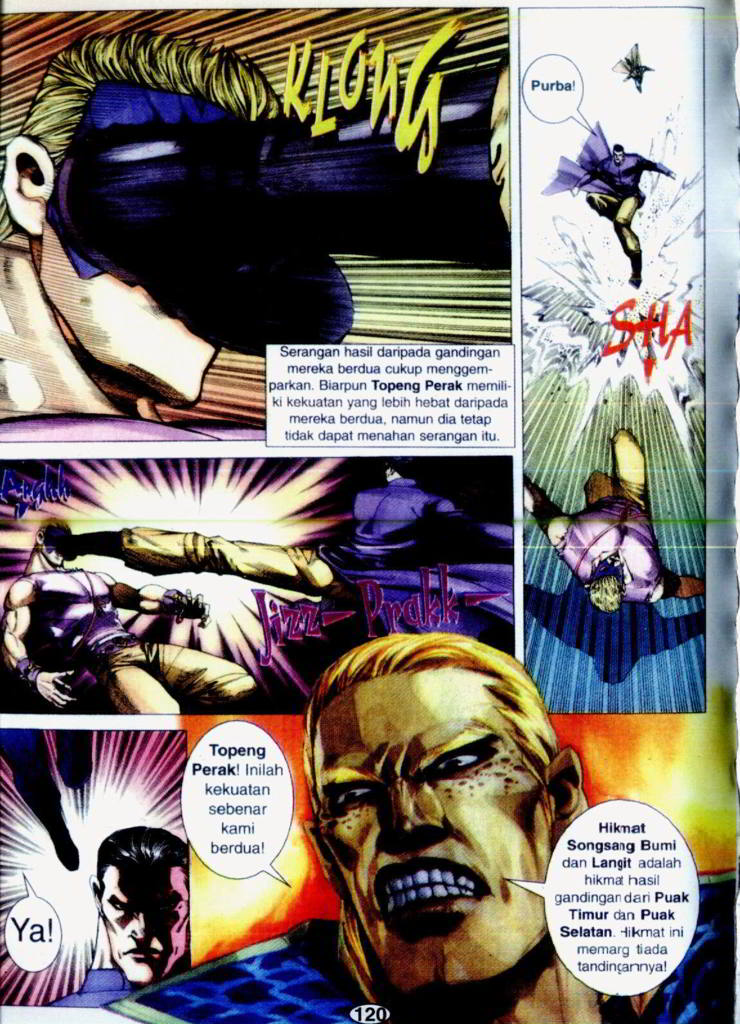 KLONG
Serangan hasil daripada gandingan
mereka berdua cukup menggem-
parkan. Biarpun Topeng Perak memili-
ki kekuatan yang lebih hebat daripada
mereka berdua, namun dia tetap
tidak dapat menahan serangan itu.
Purba!
SHA
Arghh
Jizz-Prakk-
Ya!
Topeng
Perak! Inilah
kekuatan
sebenar
kami
berdua!
Hikmat
Songsang Bumi
dan Langit adalah
hikmat hasil
gandingan dari Puak
Timur dan Puak
Selatan. Hikmat ini
memang tiada
tandingannya!
120